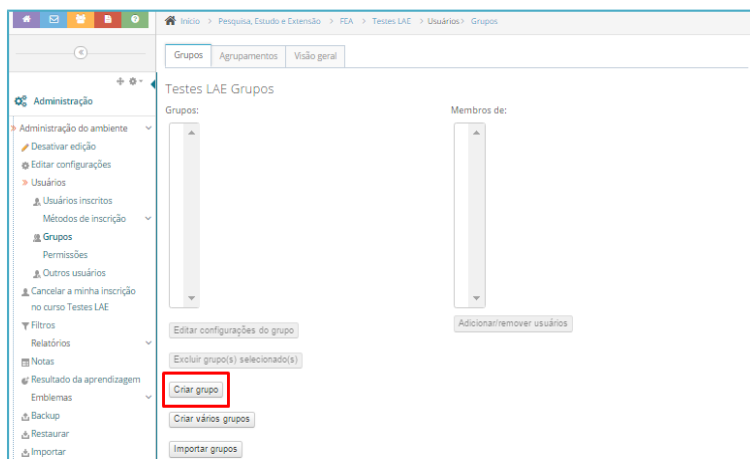 Início > Pesquisa, Estudo e Extensão > FEA > Testes LAE > Usuários > Grupos
Grupos Agrupamentos Visão geral
Administração
Administração do ambiente
Desativar edição
Editar configurações
Usuários
Usuários inscritos
Métodos de inscrição
Grupos
Permissões
Outros usuários
Cancelar a minha inscrição
no curso Testes LAE
Filtros
Relatórios
Notas
Resultado da aprendizagem
Emblemas
Backup
Restaurar
Importar
Testes LAE Grupos
Grupos:
Membros de:
Editar configurações do grupo
Adicionar/remover usuários
Excluir grupo(s) selecionado(s)
Criar grupo
Criar vários grupos
Importar grupos